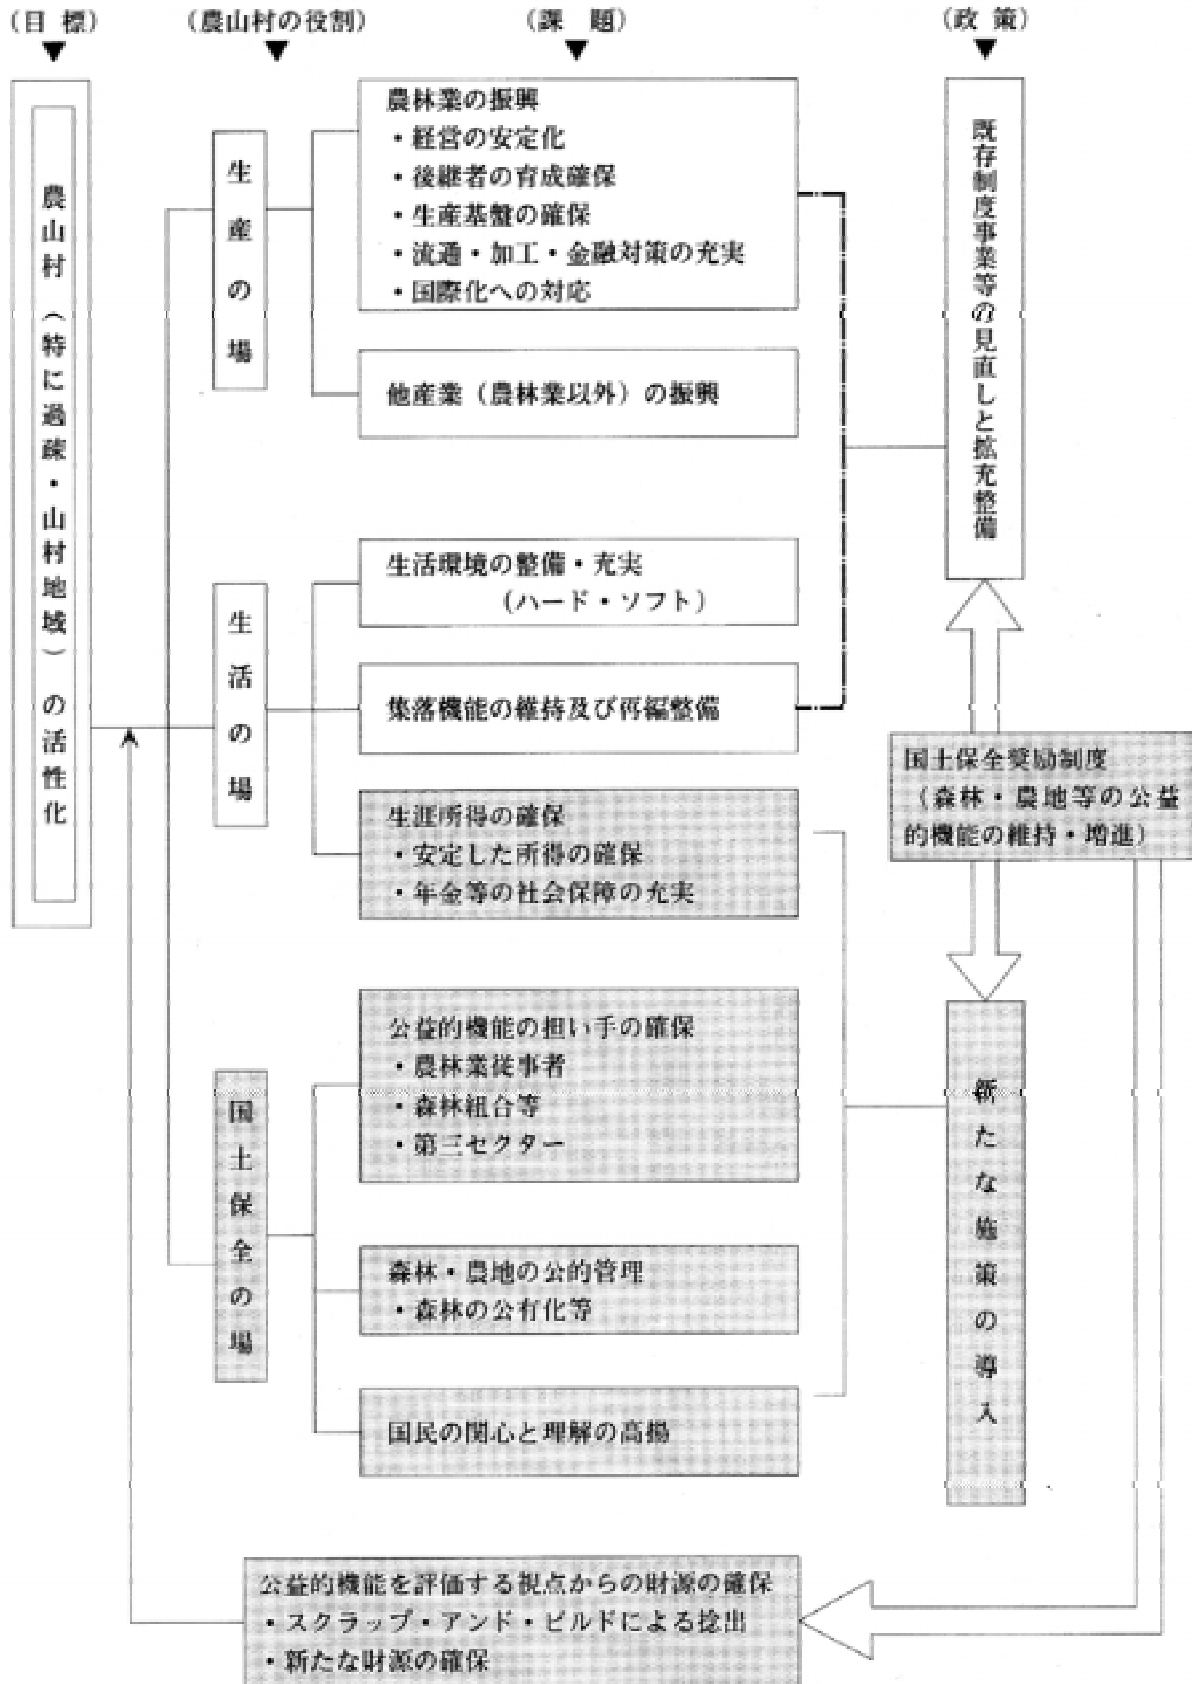 (目 標)
(農山村の役割)
(課 題)
(政 策)
農山村(特に過疎・山村地域)の活性化
生産の場
農林業の振興
・経営の安定化
・後継者の育成確保
・生産基盤の確保
・流通・加工・金融対策の充実
・国際化への対応
他産業(農林業以外)の振興
既存制度事業等の見直しと拡充整備
生活の場
生活環境の整備・充実
(ハード・ソフト)
集落機能の維持及び再編整備
生涯所得の確保
・安定した所得の確保
・年金等の社会保障の充実
国土保全奨励制度
(森林・農地等の公益
的機能の維持・増進)
国土保全の場
公益的機能の担い手の確保
・農林業従事者
・森林組合等
・第三セクター
森林・農地の公的管理
・森林の公有化等
国民の関心と理解の高揚
新たな施策の導入
公益的機能を評価する視点からの財源の確保
・スクラップ・アンド・ビルドによる捻出
・新たな財源の確保